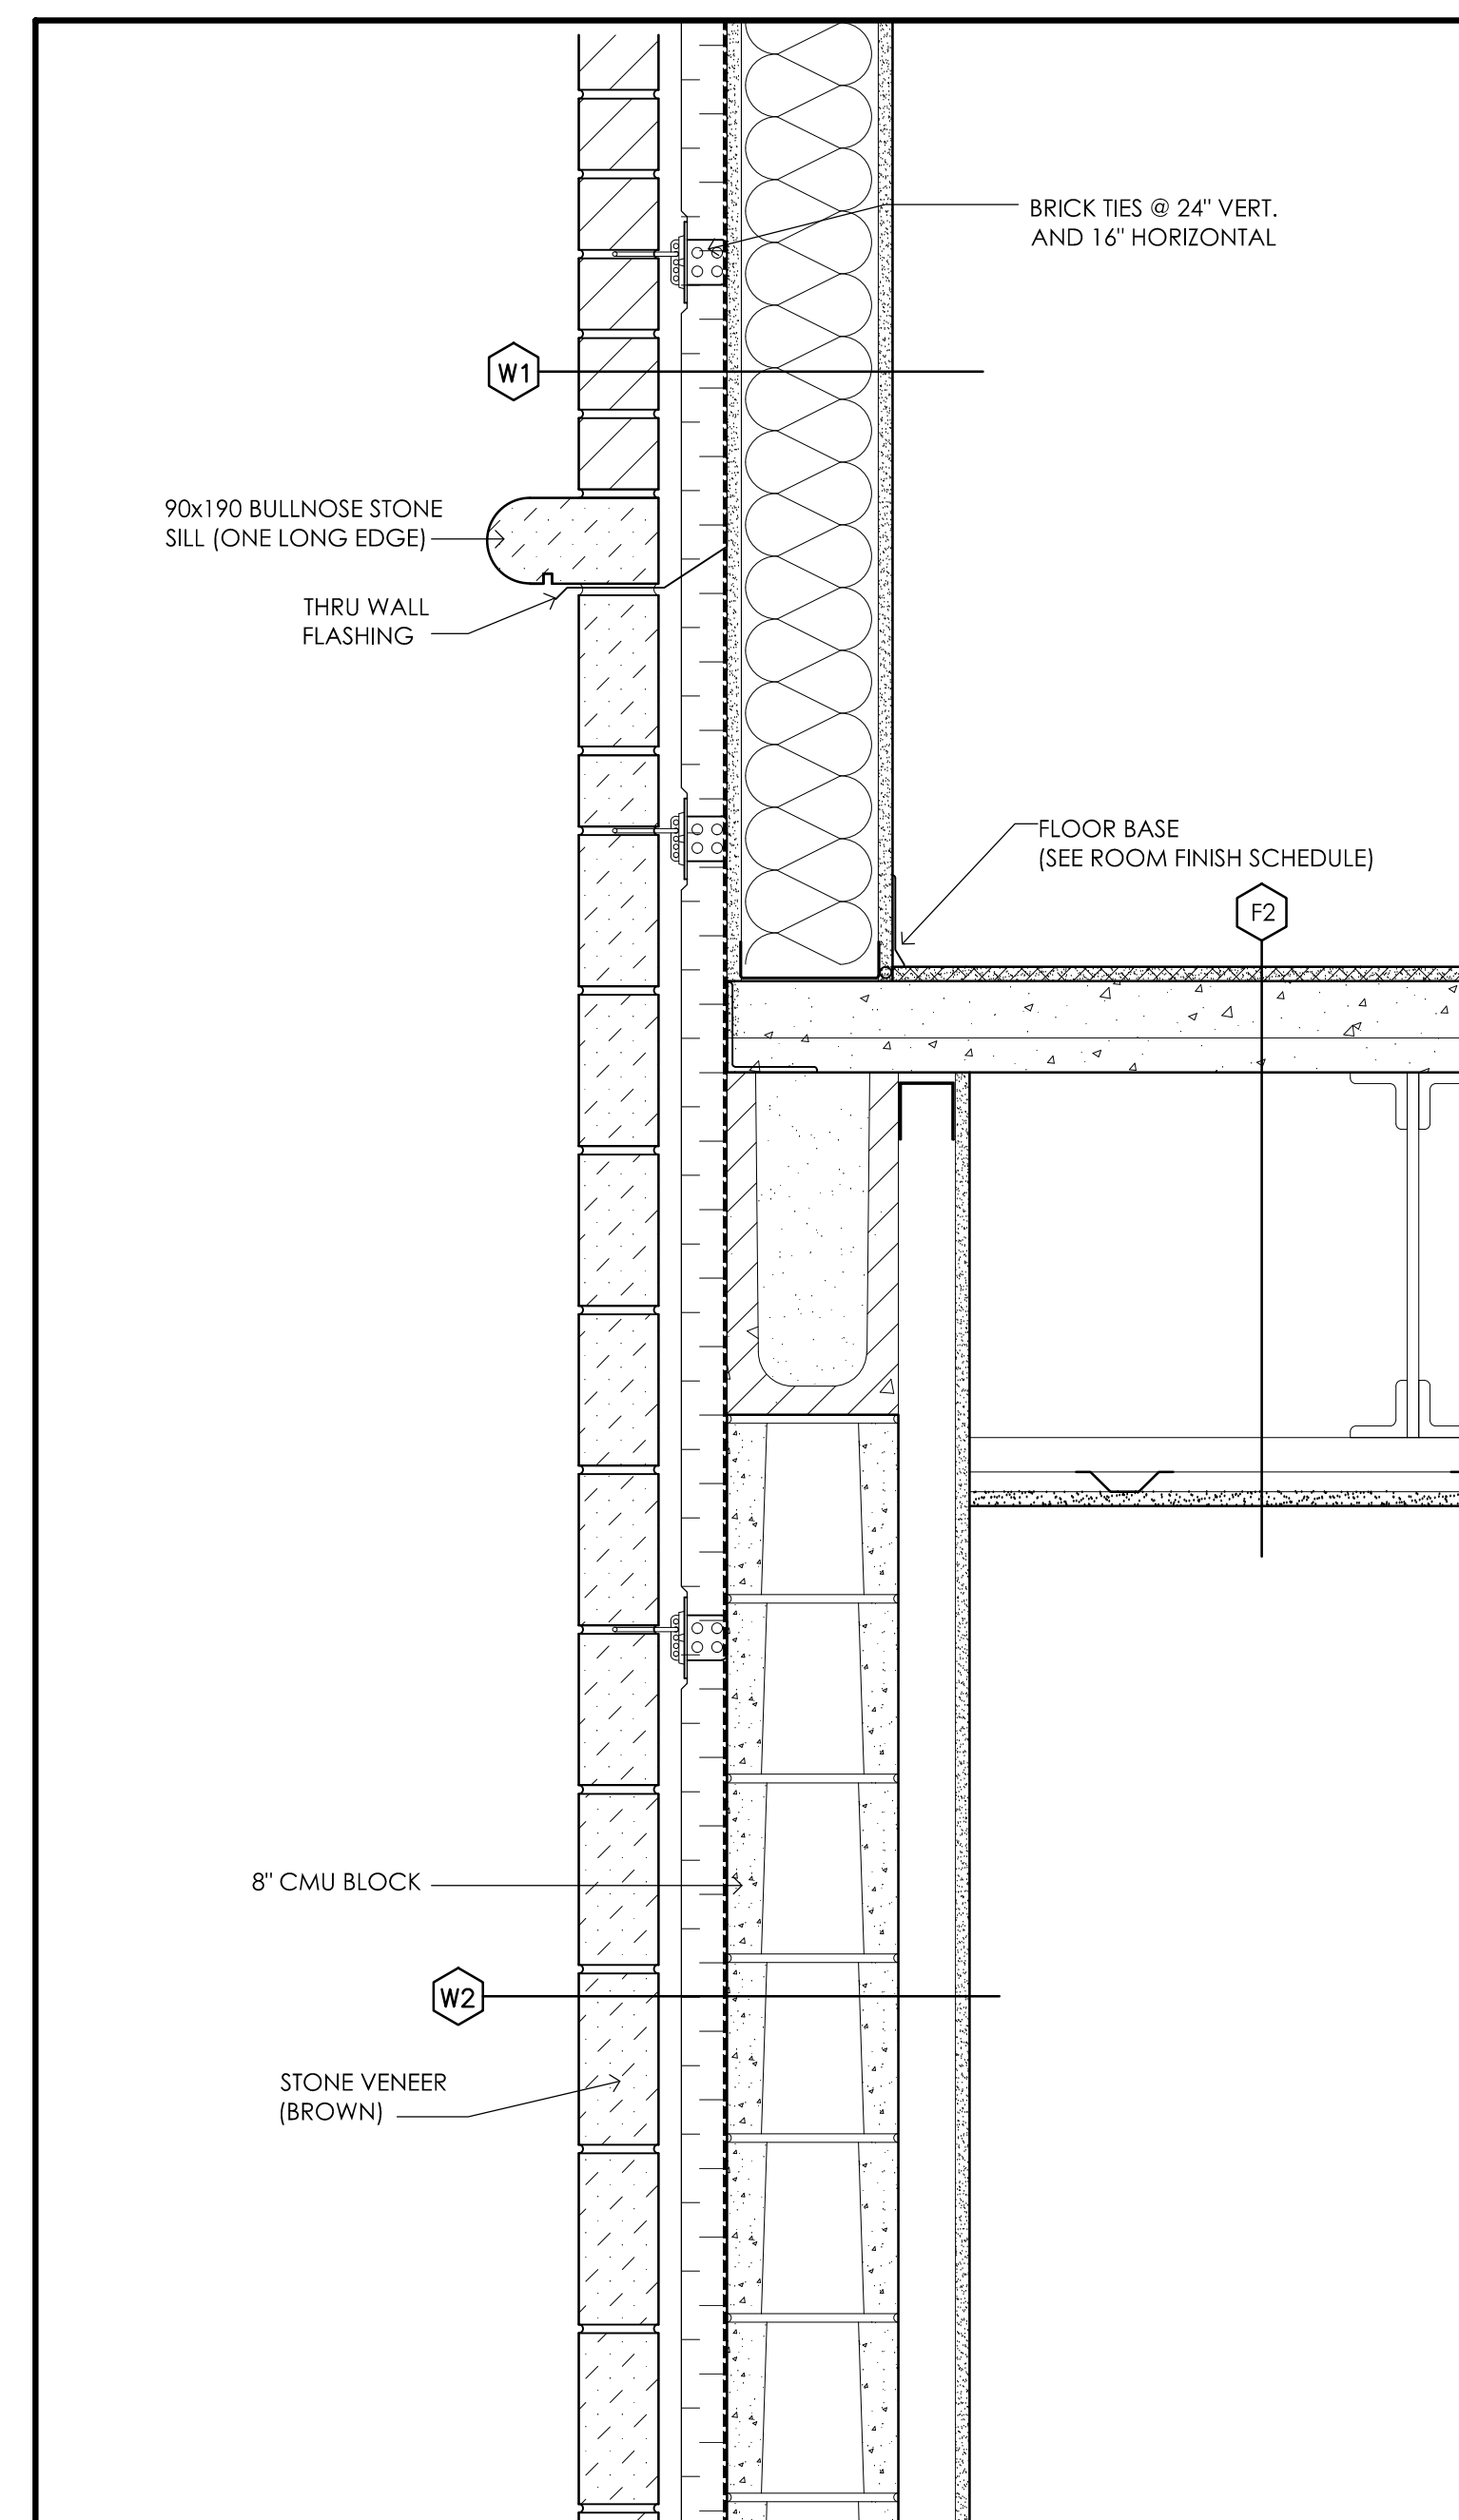 BRICK TIES @ 24" VERT.
AND 16" HORIZONTAL
W1
90x190 BULLNOSE STONE
SILL (ONE LONG EDGE)
THRU WALL
FLASHING
FLOOR BASE
(SEE ROOM FINISH SCHEDULE)
F2
8" CMU BLOCK
W2
STONE VENEER
(BROWN)